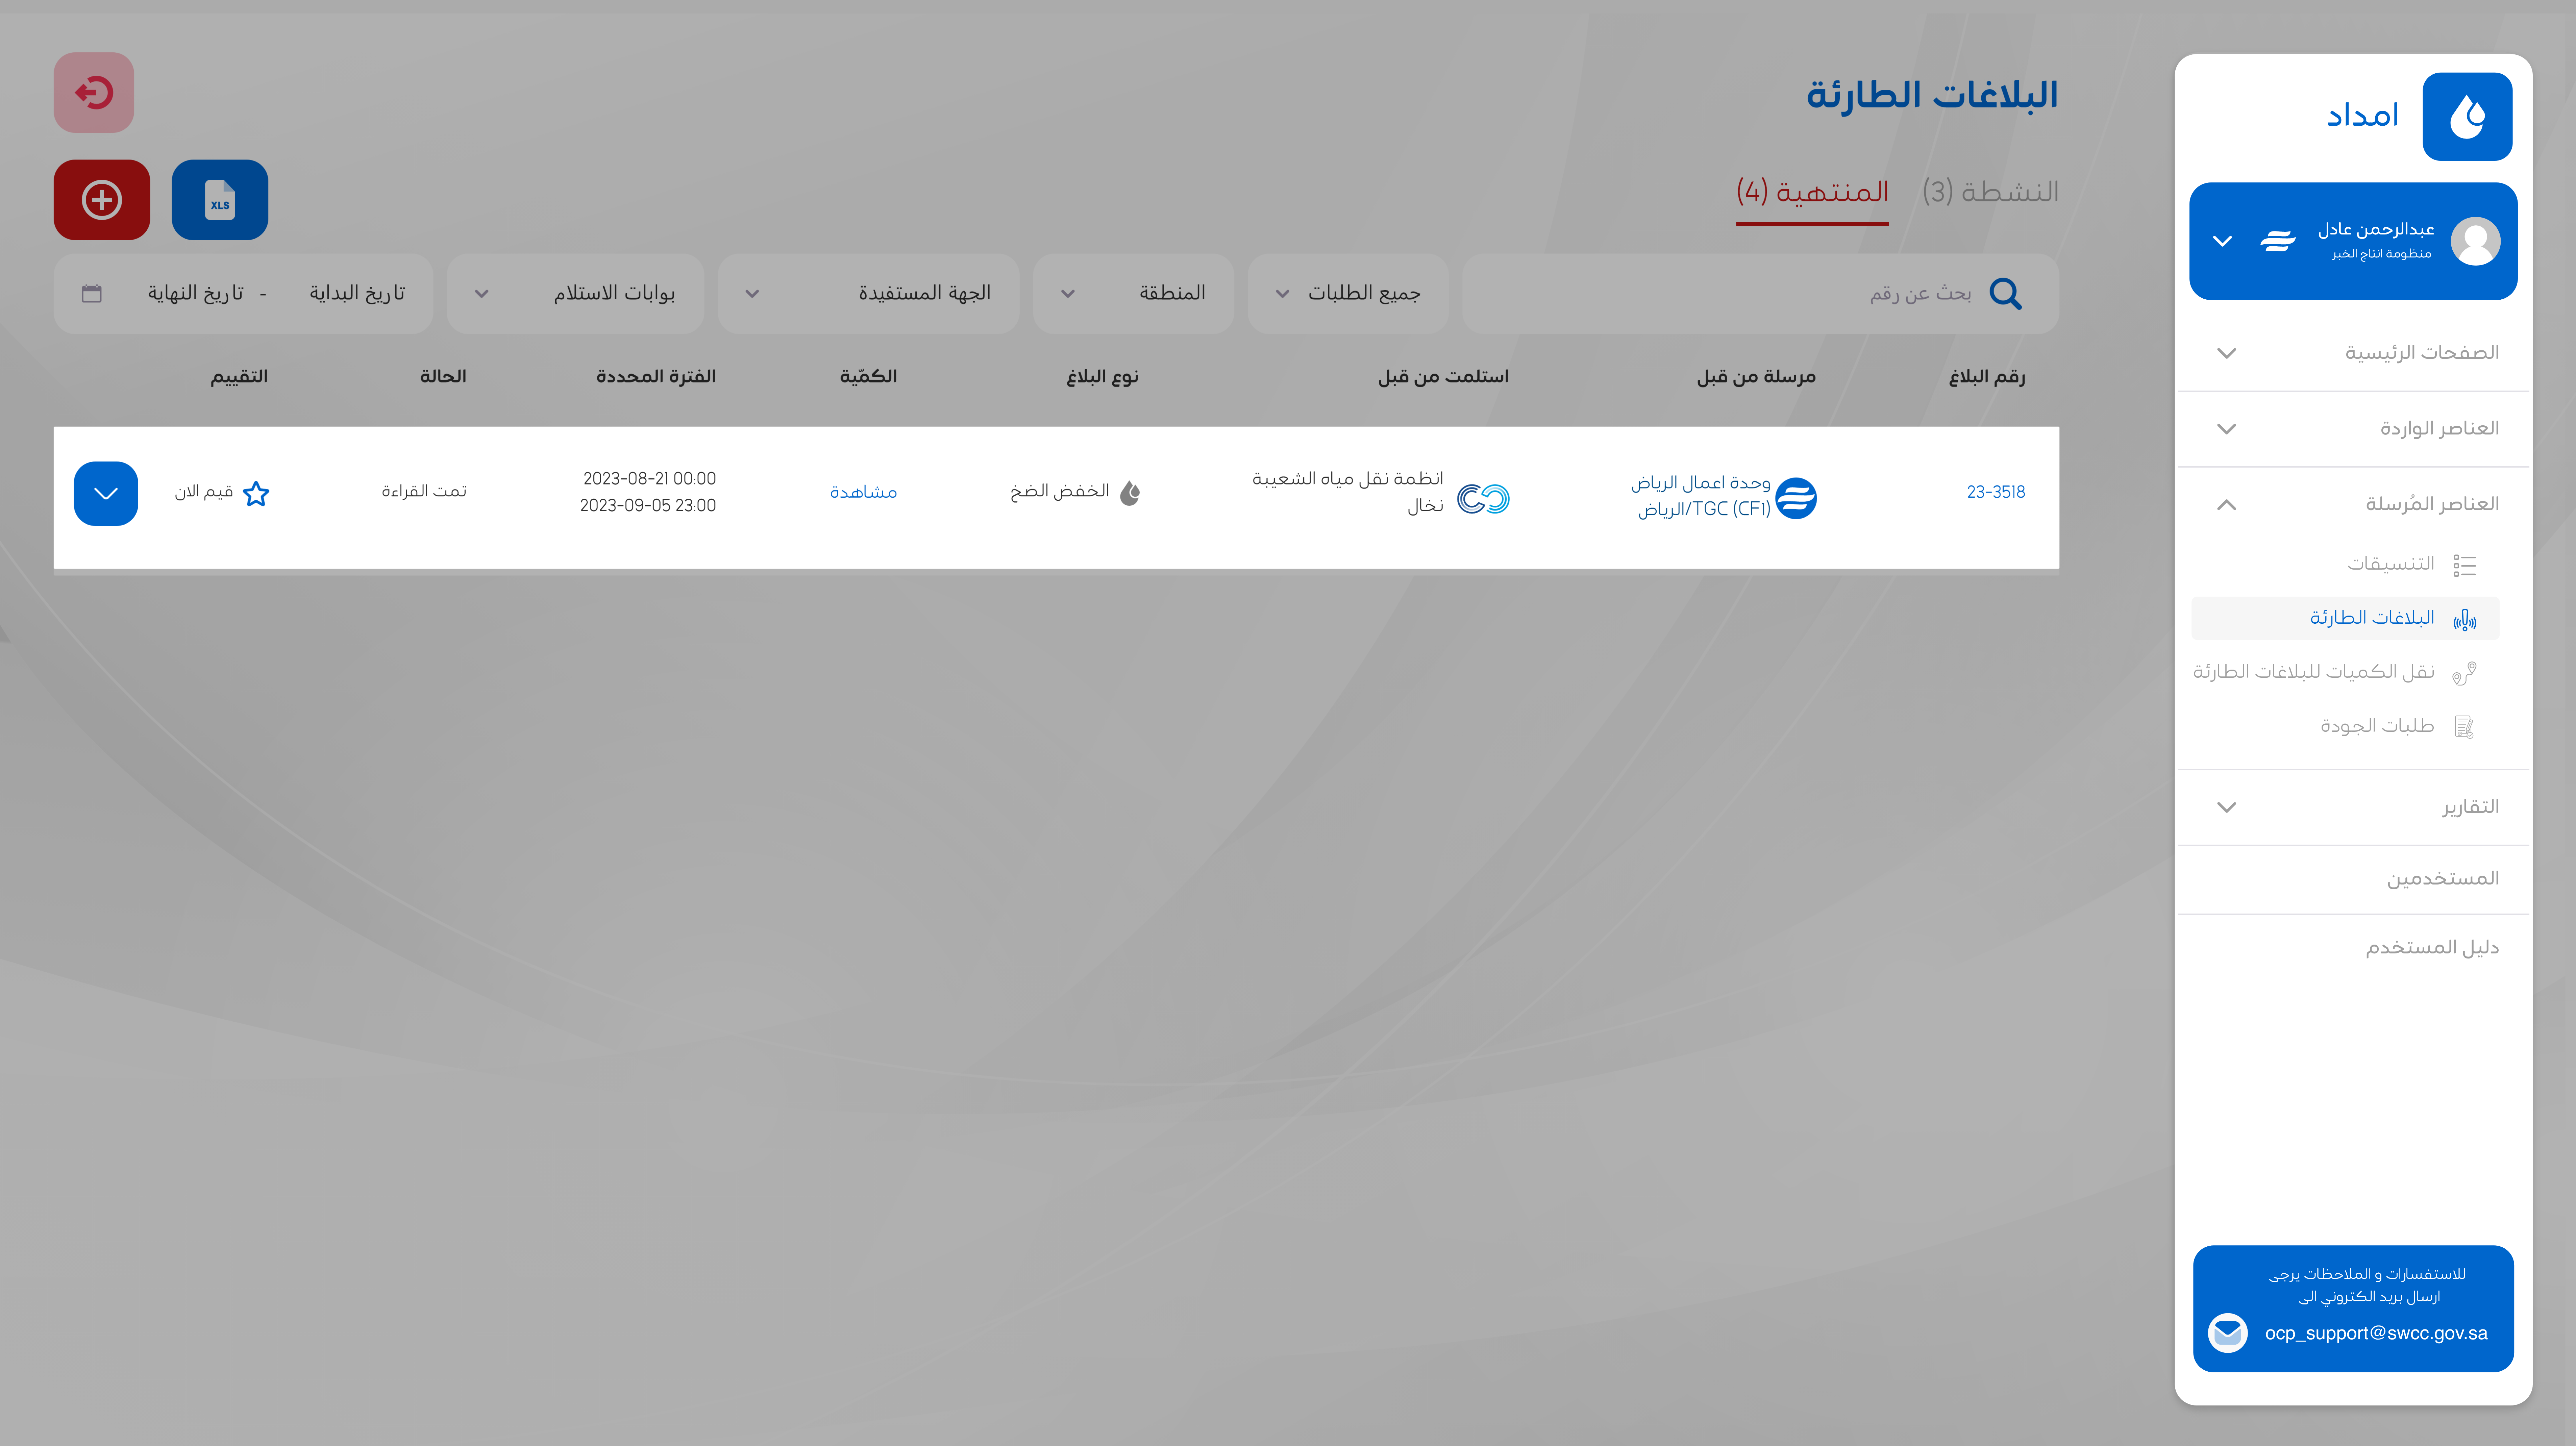 امداد
عبدالرحمن عادل
منظومة انتاج الخبر
الصفحات الرئيسية
العناصر الواردة
العناصر المُرسلة
التنسيقات
البلاغات الطارئة
نقل الكميات للبلاغات الطارئة
طلبات الجودة
التقارير
المستخدمين
دليل المستخدم
للاستفسارات و الملاحظات يرجى
ارسال بريد الكتروني الى
ocp_support@swcc.gov.sa
البلاغات الطارئة
النشطة (3) المنتهية (4)
XLS
بحث عن رقم
جميع الطلبات
المنطقة
الجهة المستفيدة
بوابات الاستلام
تاريخ البداية - تاريخ النهاية
رقم البلاغ مرسلة من قبل استلمت من قبل نوع البلاغ الكمّية الفترة المحددة الحالة التقييم
23-3518
وحدة اعمال الرياض
الرياض/TGC (CF1)
انظمة نقل مياه الشعيبة
نخال
الخفض الضخ
مشاهدة
2023-08-21 00:00
2023-09-05 23:00
تمت القراءة
قيم الان